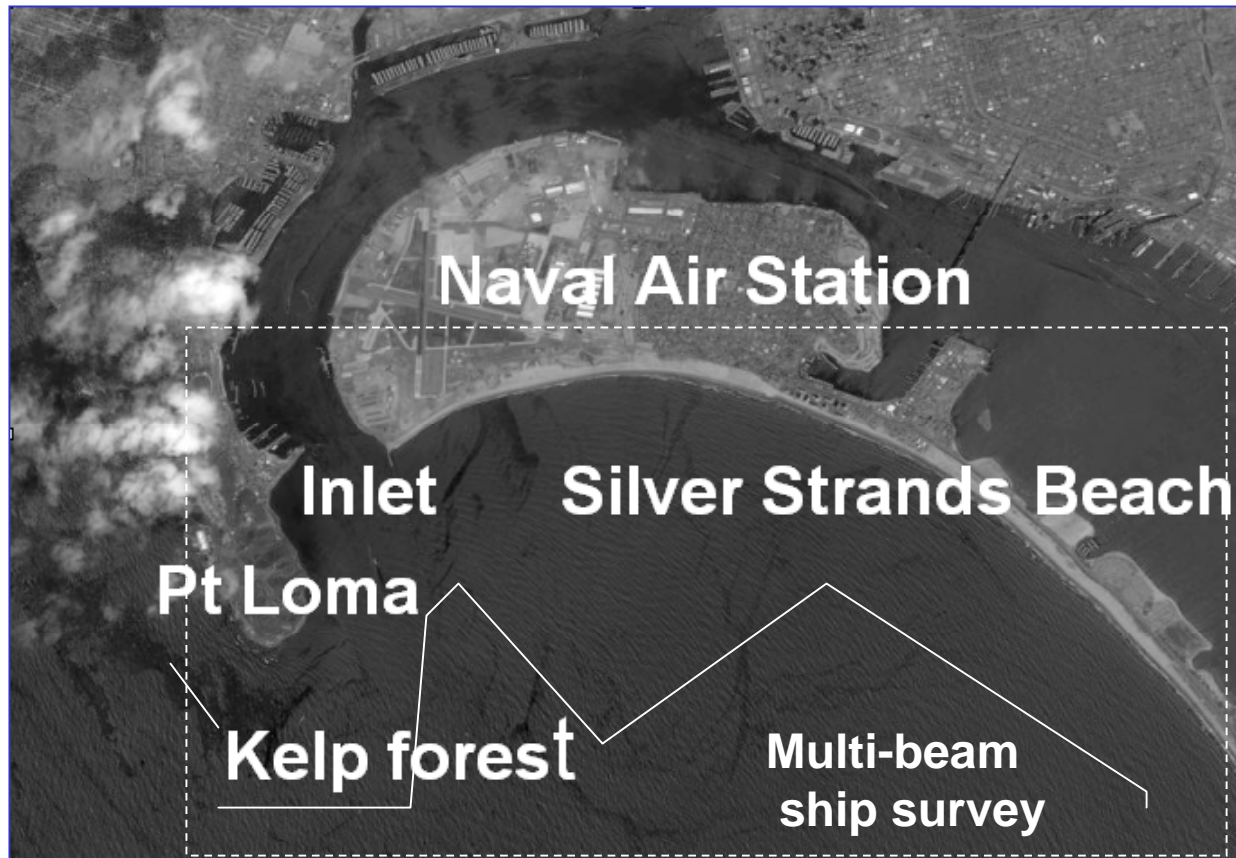 Naval Air Station
Inlet
Silver Strands Beach
Pt Loma
Kelp forest
Multi-beam
ship survey